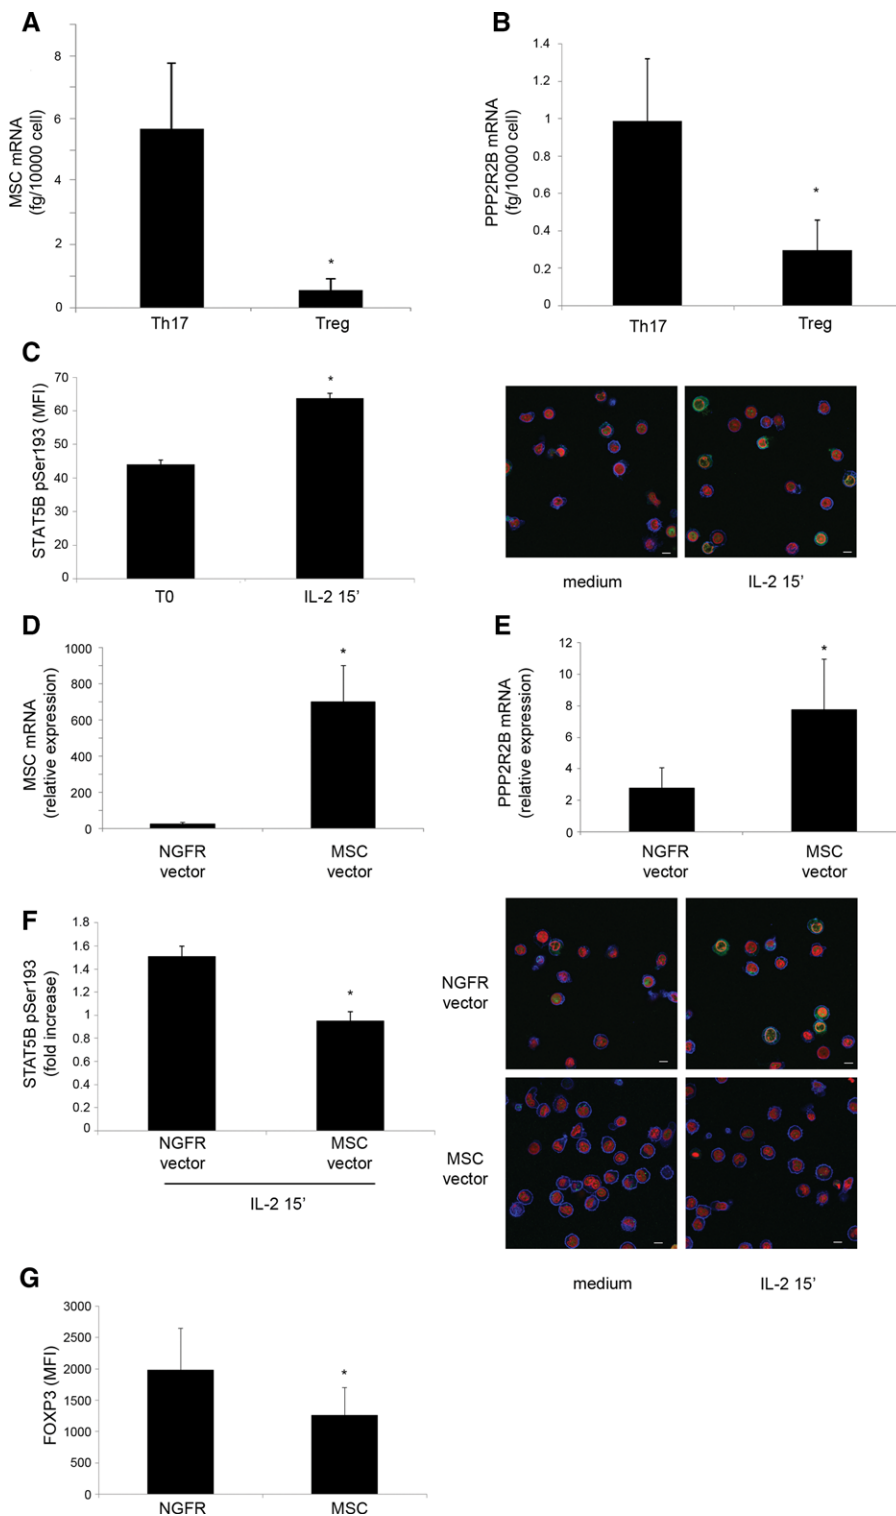 A
MSC mRNA
(fg/10000 cell)
8
6
4
2
0
*
Th17
Treg
B
PPP2R2B mRNA
(fg/10000 cell)
1.4
1.2
1
0.8
0.6
0.4
0.2
0
*
Th17
Treg
C
STAT5B pSer193 (MFI)
70
60
50
40
30
20
10
0
*
T0
IL-2 15'
medium
IL-2 15'
D
MSC mRNA
(relative expression)
1000
800
600
400
200
0
*
NGFR
vector
MSC
vector
E
PPP2R2B mRNA
(relative expression)
12
10
8
6
4
2
0
*
NGFR
vector
MSC
vector
F
STAT5B pSer193
(fold increase)
1.8
1.6
1.4
1.2
1
0.8
0.6
0.4
0.2
0
*
NGFR
vector
MSC
vector
IL-2 15'
NGFR
vector
MSC
vector
medium
IL-2 15'
G
FOXP3 (MFI)
3000
2500
2000
1500
1000
500
0
*
NGFR
MSC